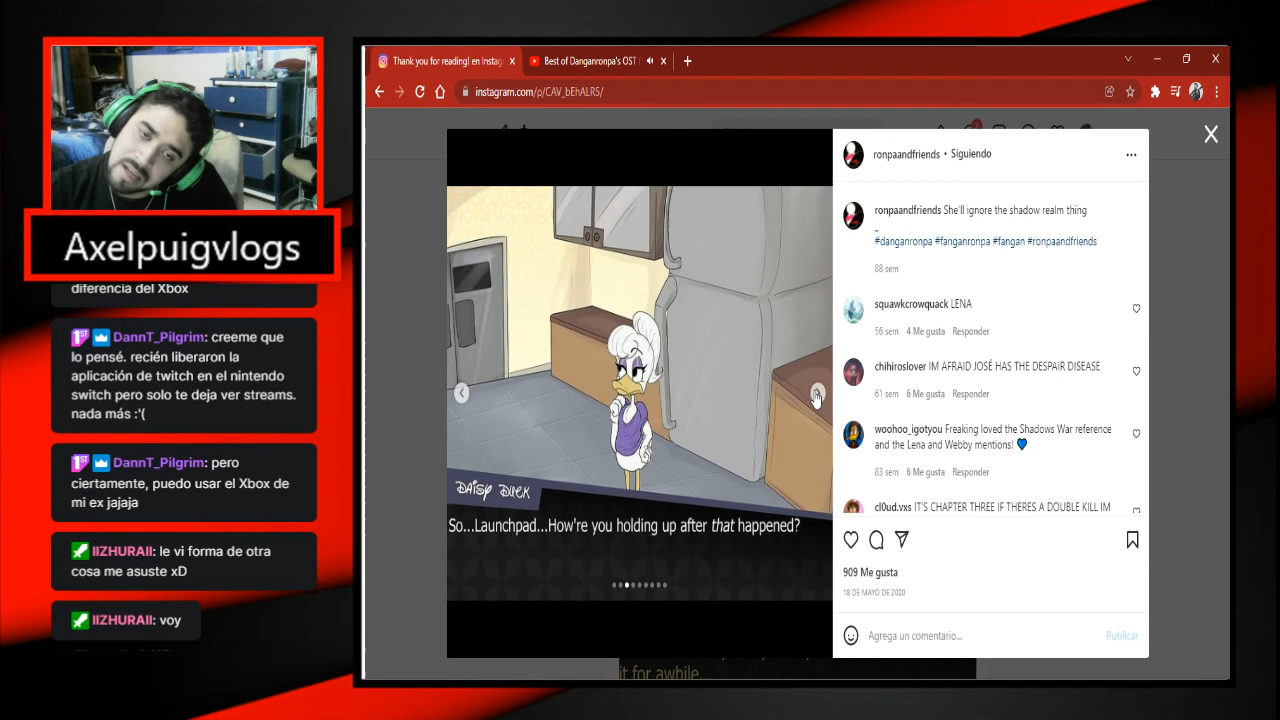 Axelpuigvlogs
diferencia del Xbox
DannT_Pilgrim: creeme que
lo pensé. recién liberaron la
aplicación de twitch en el nintendo
switch pero solo te deja ver streams.
nada más :'(
DannT_Pilgrim: pero
ciertamente, puedo usar el Xbox de
mi ex jajaja
IIZHURAII: le vi forma de otra
cosa me asuste xD
IIZHURAII: voy
Thank you for reading! en Instag
Best of Danganronpa's OST
instagram.com/p/CAV_bEhALR5/
DAISY DUCK
So...Launchpad...How're you holding up after that happened?
it for awhile...
ronpaandfriends • Siguiendo
ronpaandfriends She'll ignore the shadow realm thing
_
#danganronpa #fanganronpa #fangan #ronpaandfriends
88 sem
squawkcrowquack LENA
56 sem 4 Me gusta Responder
chihiroslover IM AFRAID JOSÉ HAS THE DESPAIR DISEASE
61 sem 6 Me gusta Responder
woohoo_igotyou Freaking loved the Shadows War reference
and the Lena and Webby mentions! 💙
83 sem 6 Me gusta Responder
cl0ud.vxs IT'S CHAPTER THREE IF THERES A DOUBLE KILL IM
909 Me gusta
18 DE MAYO DE 2020
Agrega un comentario...
Publicar